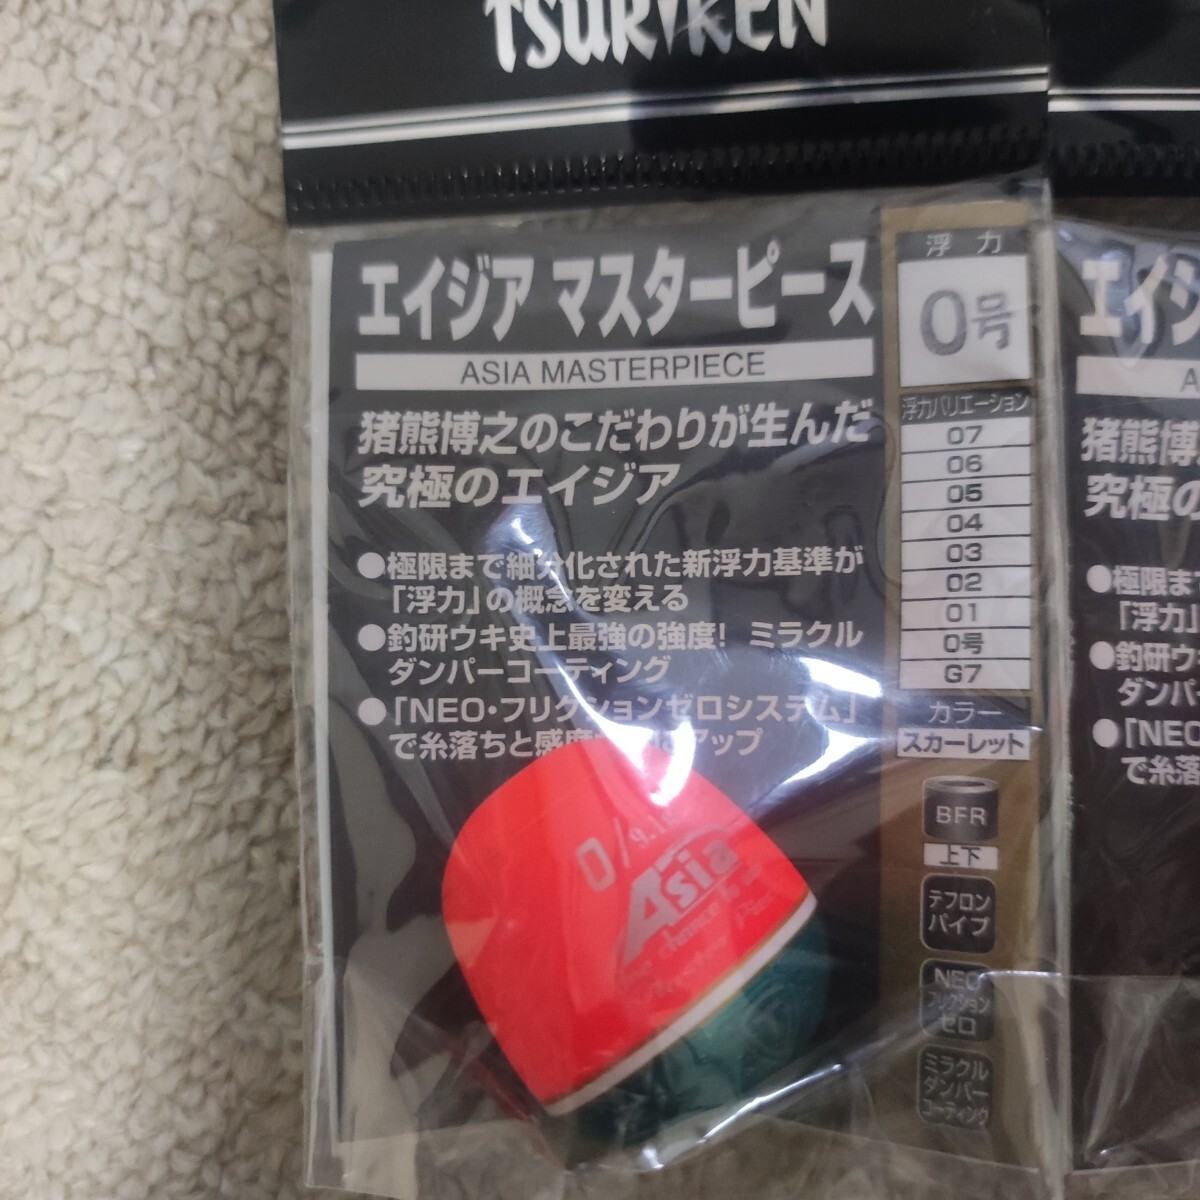 TSURIKEN
エイジア マスターピース
ASIA MASTERPIECE
猪熊博之のこだわりが生んだ
究極のエイジア
●極限まで細分化された新浮力基準が
「浮力」の概念を変える
●釣研ウキ史上最強の強度! ミラクル
ダンパーコーティング
●「NEO・フリクションゼロシステム」
で糸落ちと感度 アップ
浮力
0号
浮力バリエーション
07
06
05
04
03
02
01
0号
G7
カラー
スカーレット
BFR
上下
テフロン
パイプ
NEO
フリクション
ゼロ
ミラクル
ダンパー
コーティング
0/9.1
Asia
エイジ
A
猪熊博
究極の
●極限まで
「浮力」
●釣研ウキ
ダンパ
●「NEO
で糸落